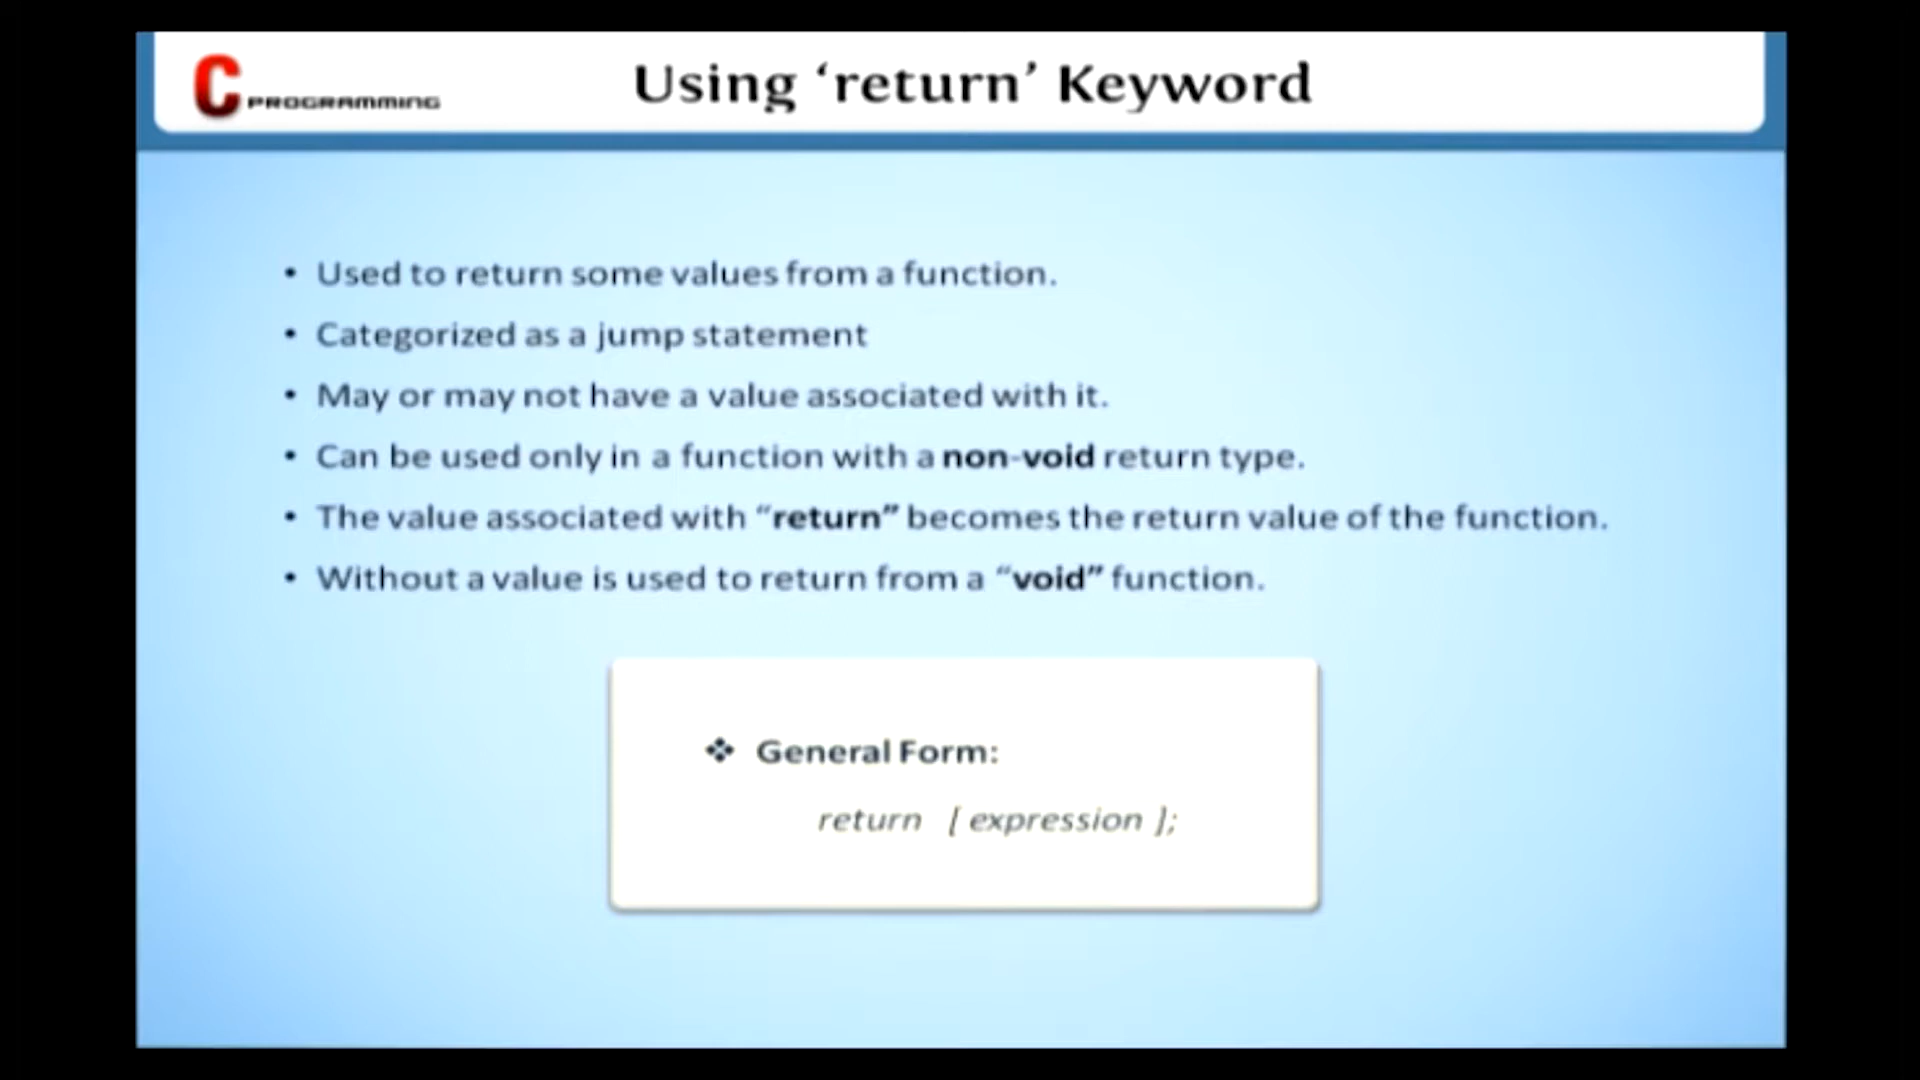 C PROGRAMMING
Using ‘return’ Keyword
• Used to return some values from a function.
• Categorized as a jump statement
• May or may not have a value associated with it.
• Can be used only in a function with a non-void return type.
• The value associated with “return” becomes the return value of the function.
• Without a value is used to return from a “void” function.
❖ General Form:
return [ expression ];